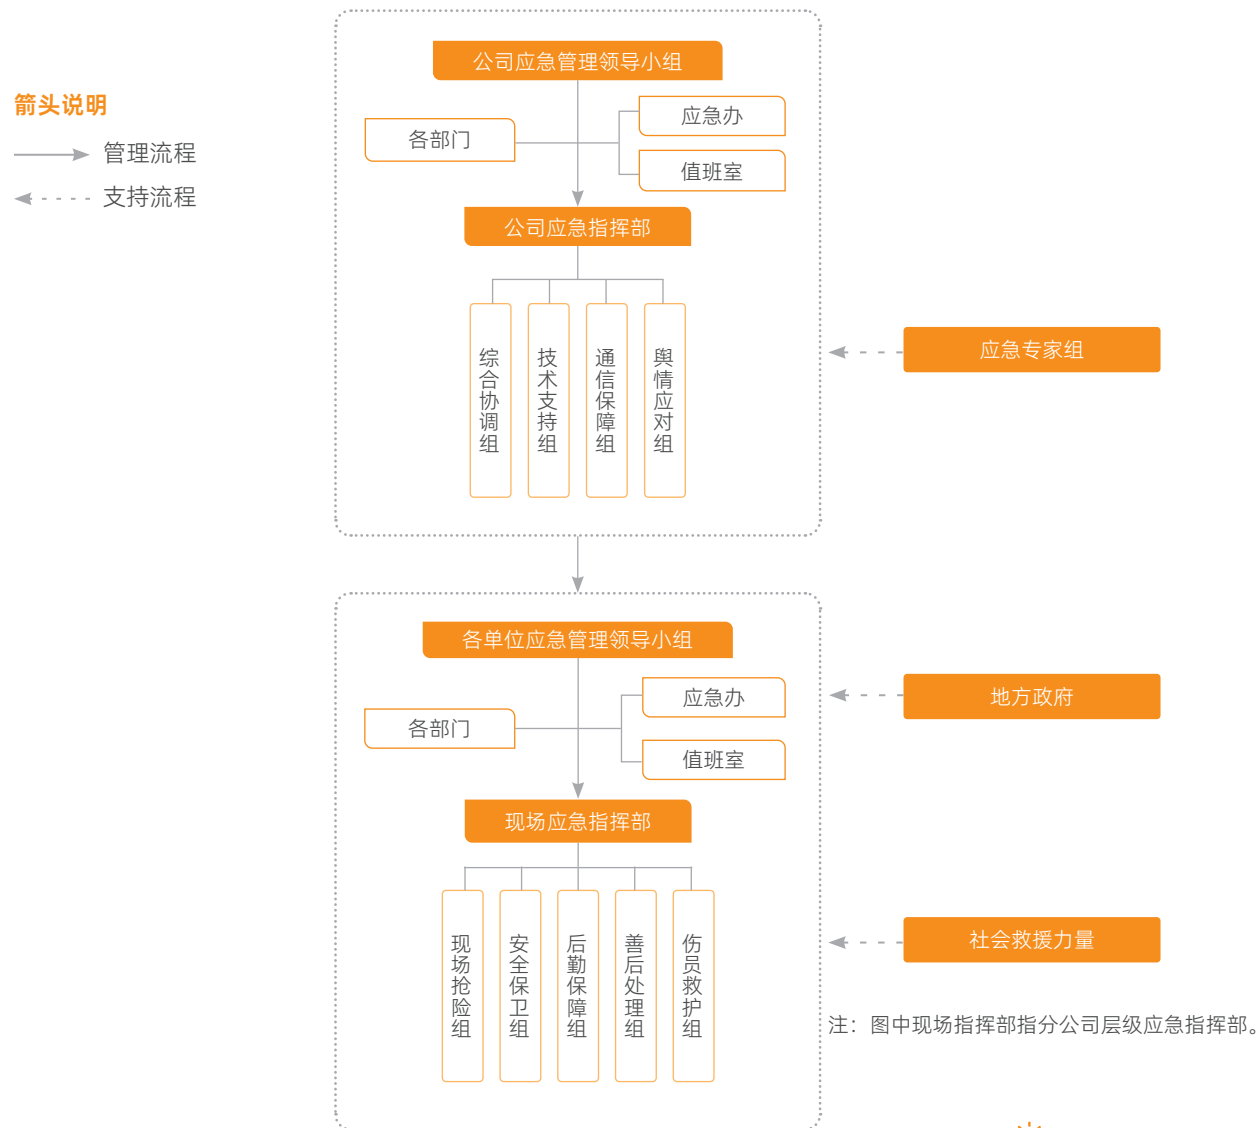 箭头说明
管理流程
支持流程
公司应急管理领导小组
各部门
应急办
值班室
公司应急指挥部
综合协调组
技术支持组
通信保障组
舆情应对组
应急专家组
各单位应急管理领导小组
各部门
应急办
值班室
地方政府
现场应急指挥部
现场抢险组
安全保卫组
后勤保障组
善后处理组
伤员救护组
社会救援力量
注：图中现场指挥部指分公司层级应急指挥部。